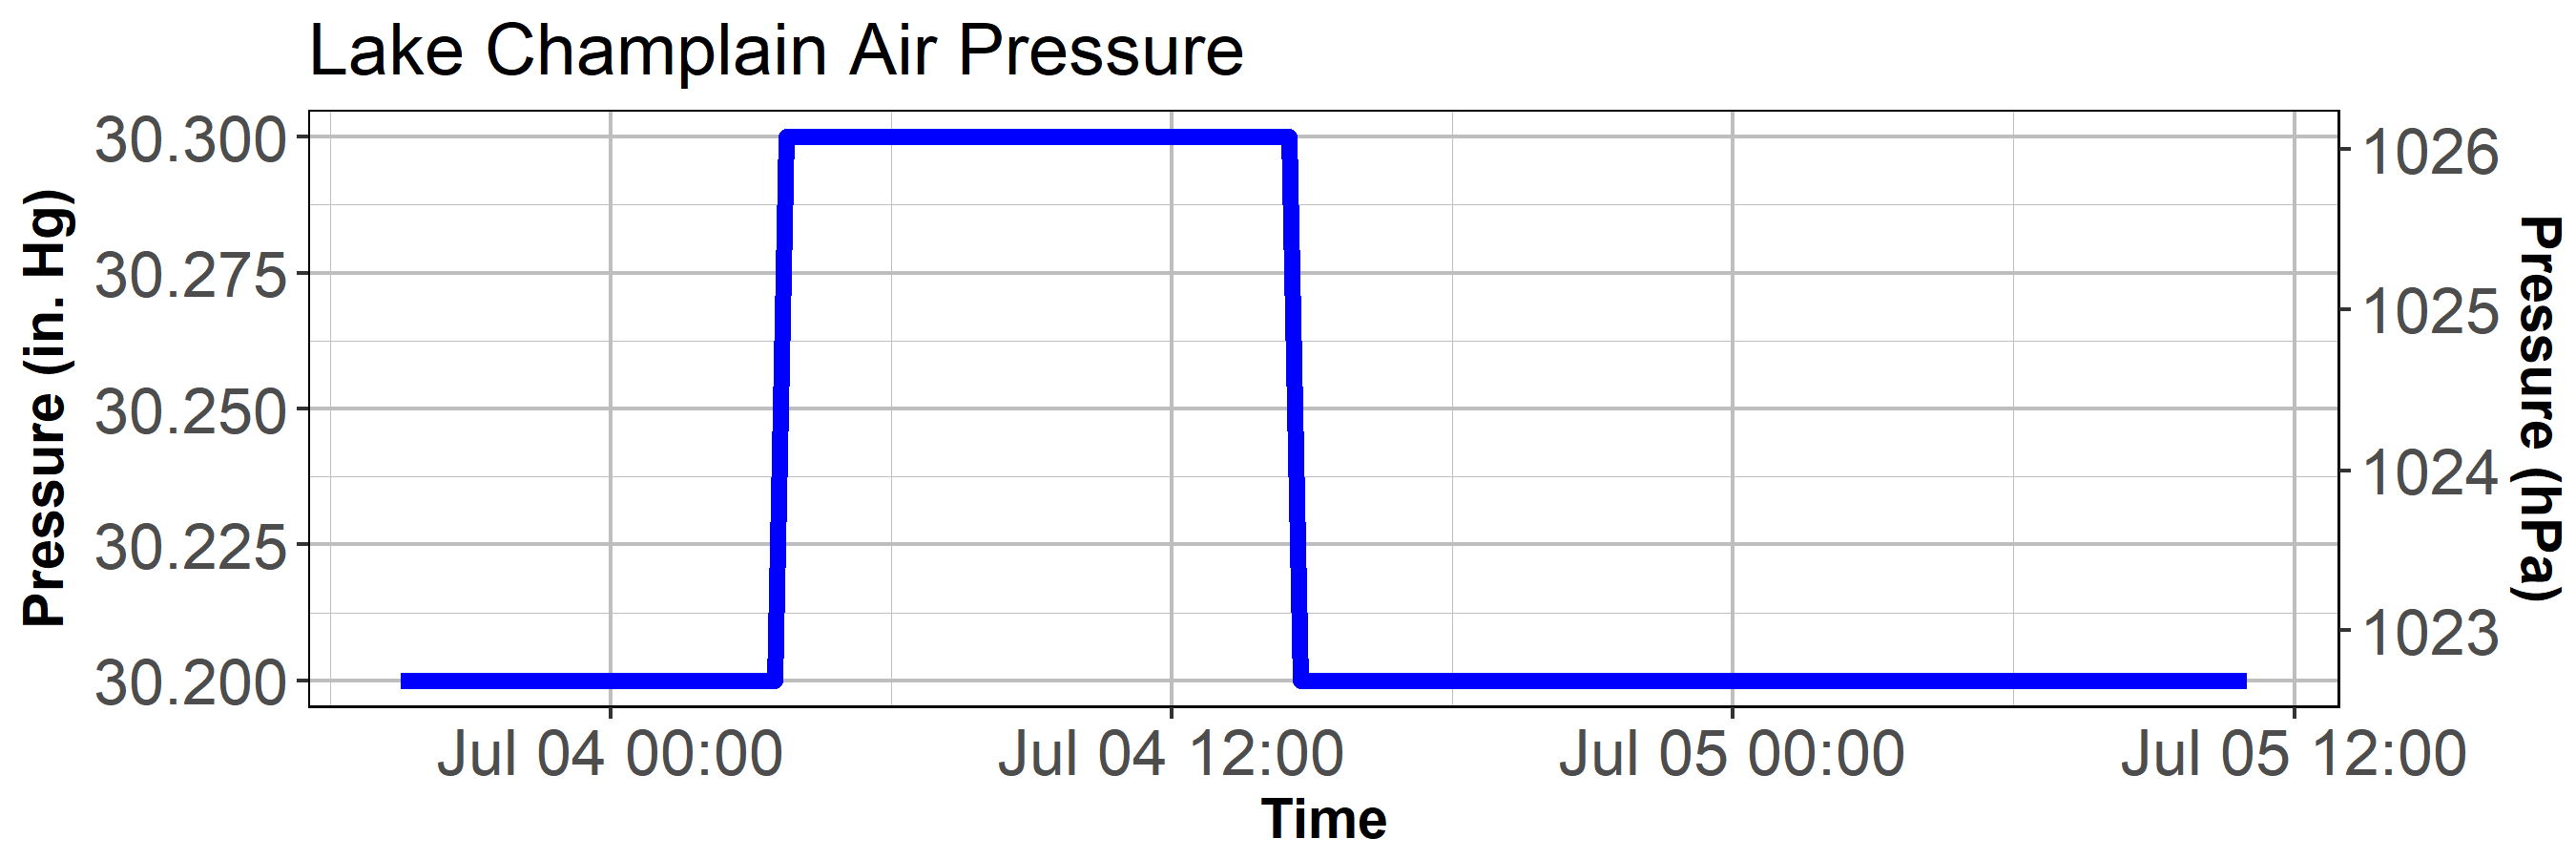 Lake Champlain Air Pressure
Pressure (in. Hg)
30.300
30.275
30.250
30.225
30.200
1026
1025
1024
1023
Pressure (hPa)
Jul 04 00:00
Jul 04 12:00
Jul 05 00:00
Jul 05 12:00
Time